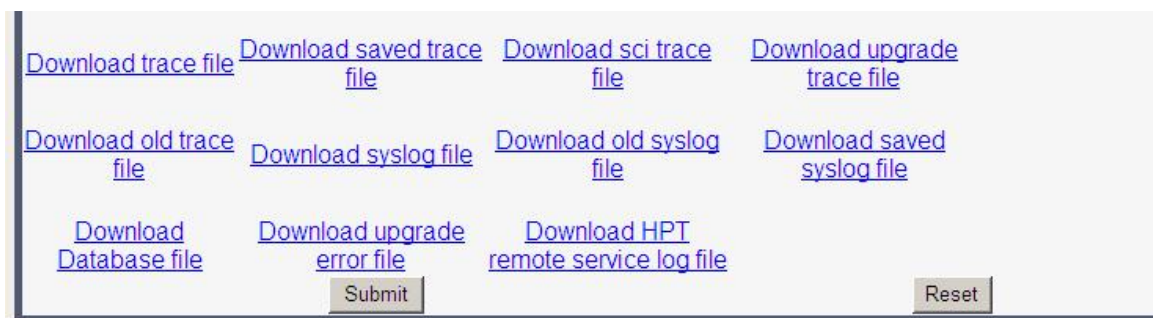 Download trace file
Download saved trace
file
Download sci trace
file
Download upgrade
trace file
Download old trace
file
Download syslog file
Download old syslog
file
Download saved
syslog file
Download
Database file
Download upgrade
error file
Download HPT
remote service log file
Submit
Reset